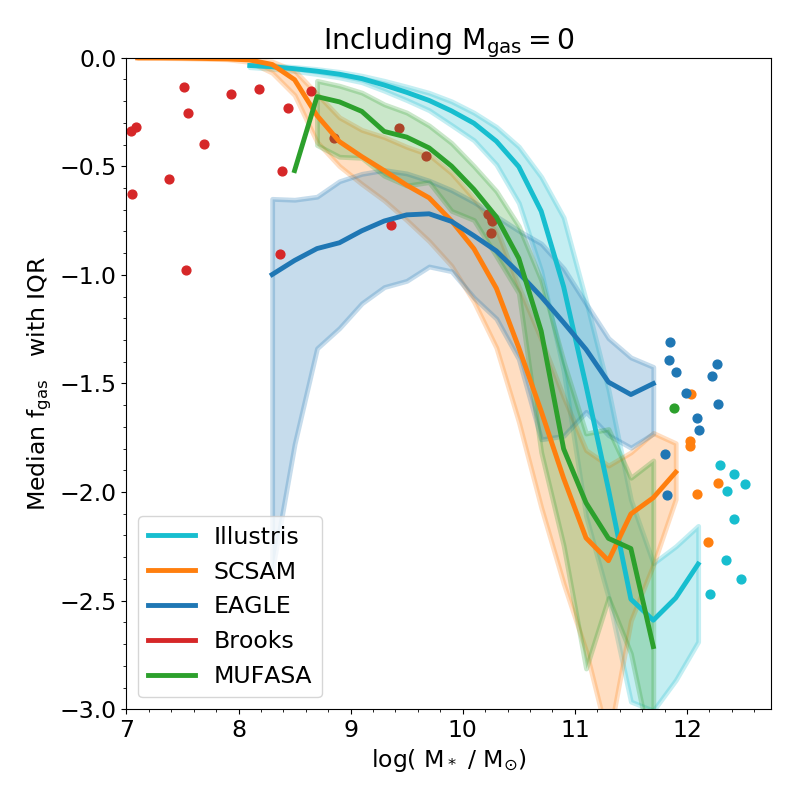 Including M_gas = 0
0.0
−0.5
−1.0
−1.5
−2.0
−2.5
−3.0
Median f_gas with IQR
Illustris
SCSAM
EAGLE
Brooks
MUFASA
7 8 9 10 11 12
log( M_* / M_⊙)